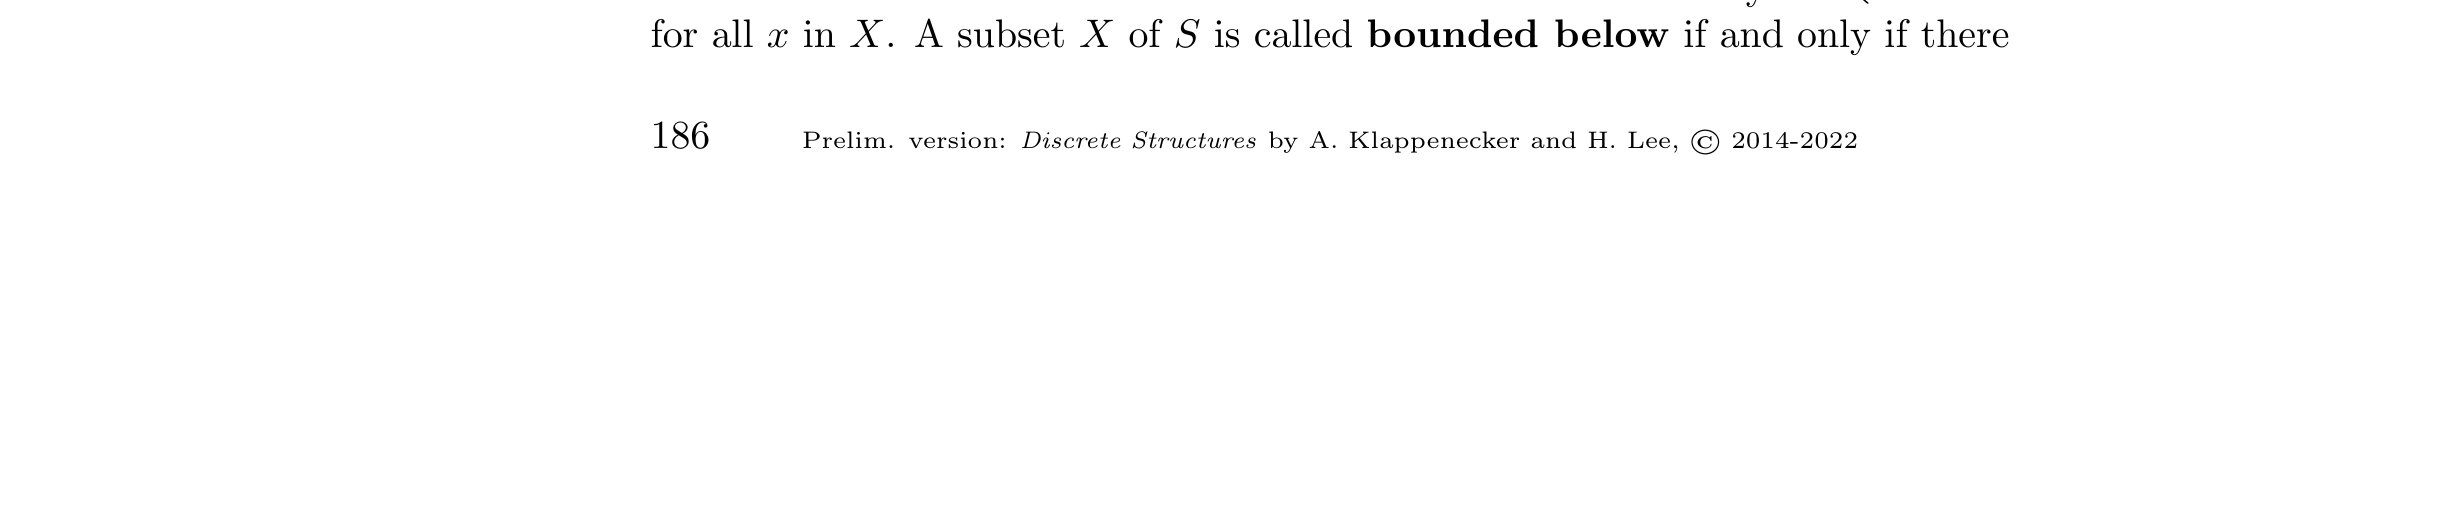 for all x in X. A subset X of S is called bounded below if and only if there
186 Prelim. version: Discrete Structures by A. Klappenecker and H. Lee, © 2014-2022